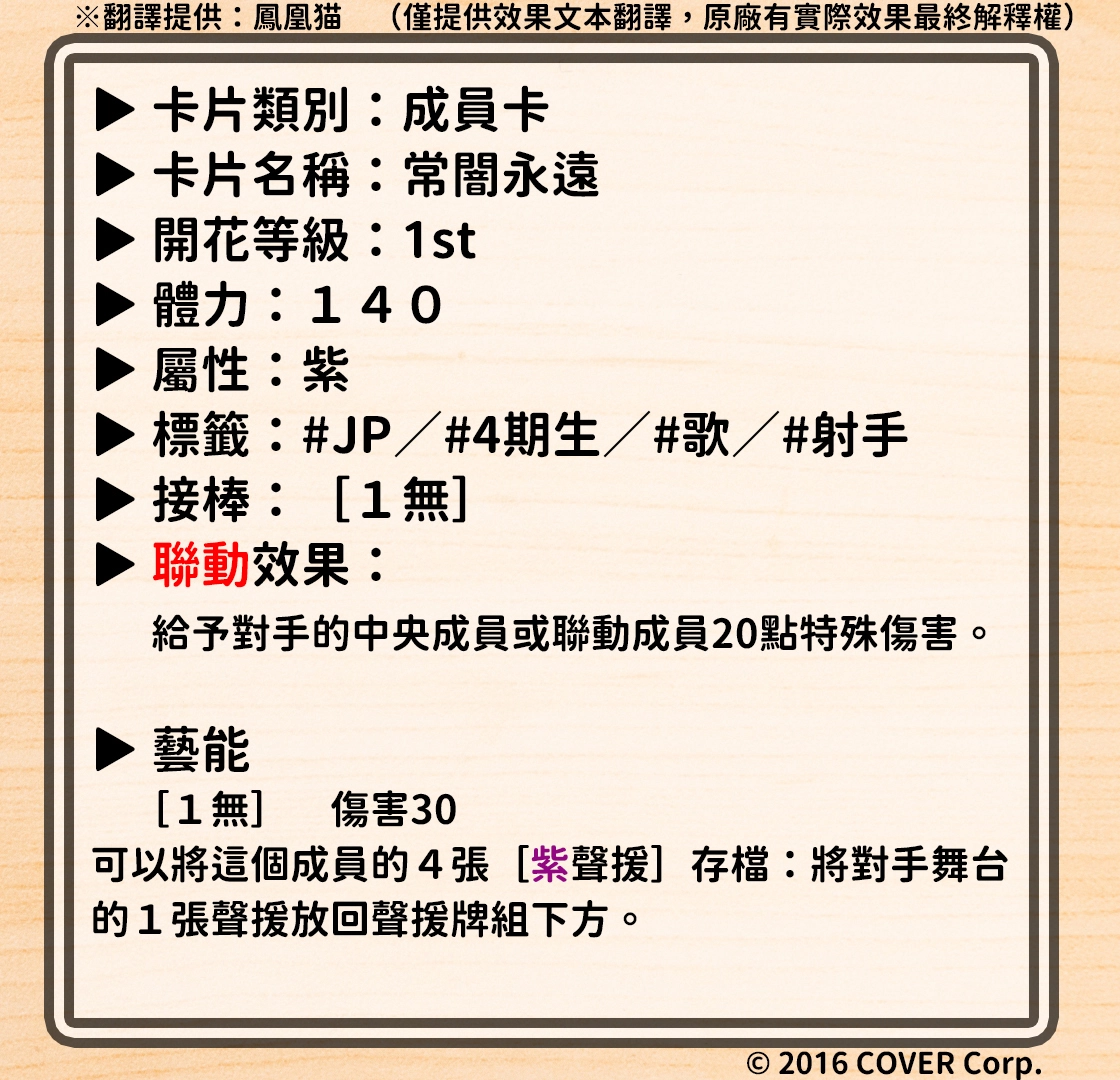 ※翻譯提供：鳳凰猫　（僅提供效果文本翻譯，原廠有實際效果最終解釋權）
▶ 卡片類別：成員卡
▶ 卡片名稱：常闇永遠
▶ 開花等級：1st
▶ 體力：１４０
▶ 屬性：紫
▶ 標籤：#JP／#4期生／#歌／#射手
▶ 接棒：［１無］
▶ 聯動效果：
給予對手的中央成員或聯動成員20點特殊傷害。
▶ 藝能
［１無］　傷害30
可以將這個成員的４張［紫聲援］存檔：將對手舞台
的１張聲援放回聲援牌組下方。
© 2016 COVER Corp.